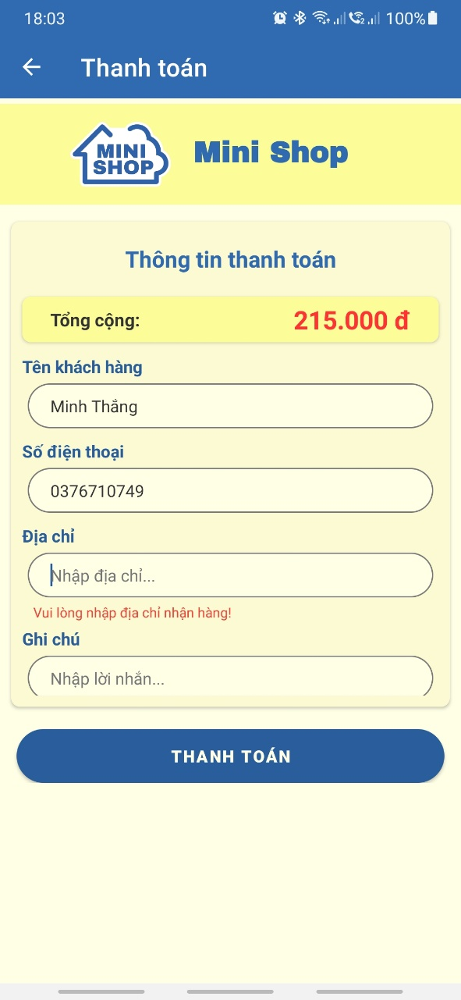 18:03
100%
Thanh toán
MINI
SHOP
Mini Shop
Thông tin thanh toán
Tổng cộng: 215.000 đ
Tên khách hàng
Minh Thắng
Số điện thoại
0376710749
Địa chỉ
Nhập địa chỉ...
Vui lòng nhập địa chỉ nhận hàng!
Ghi chú
Nhập lời nhắn...
THANH TOÁN